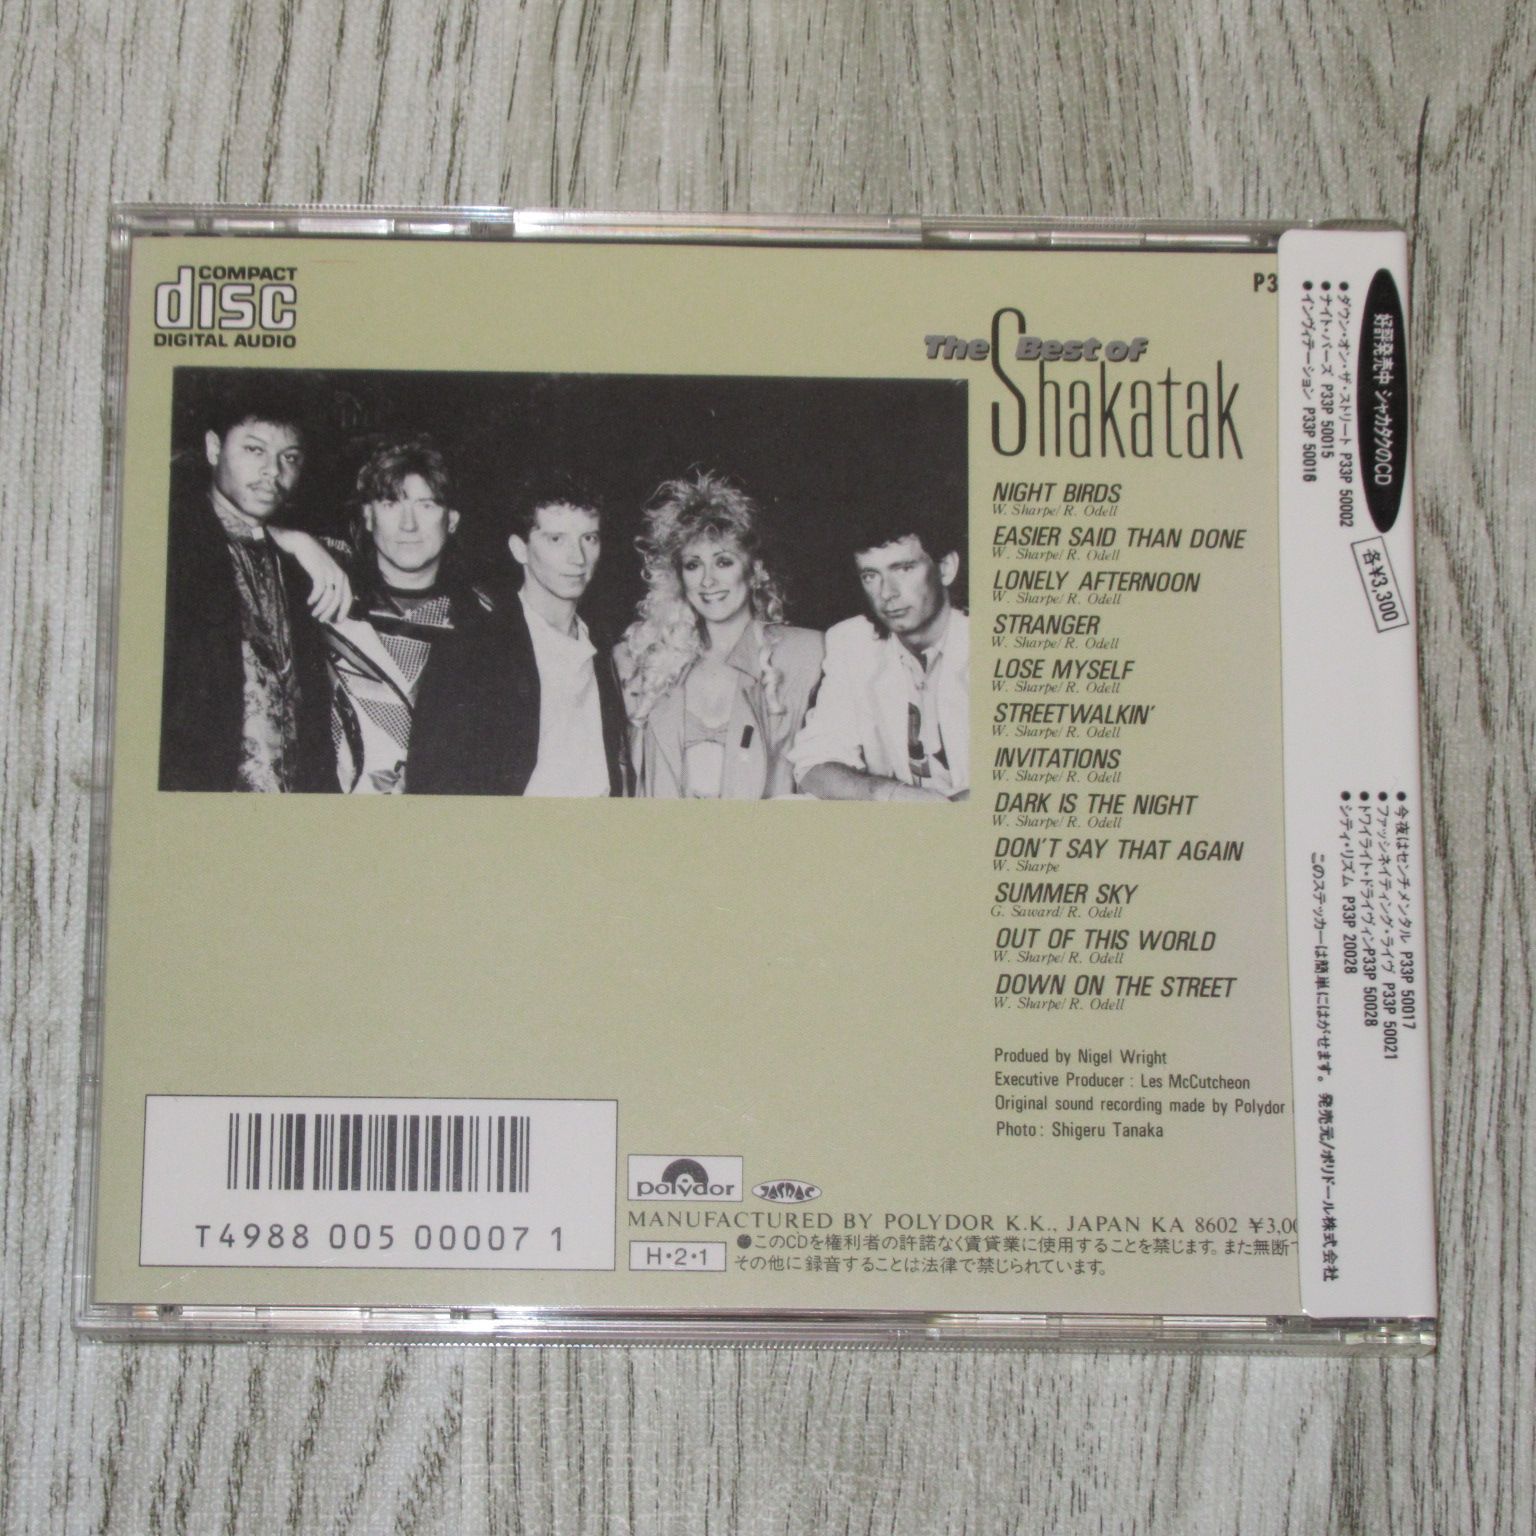 COMPACT
disc
DIGITAL AUDIO
P3
The Best of
Shakatak
NIGHT BIRDS
W. Sharpe/ R. Odell
EASIER SAID THAN DONE
W. Sharpe/ R. Odell
LONELY AFTERNOON
W. Sharpe/ R. Odell
STRANGER
W. Sharpe/ R. Odell
LOSE MYSELF
W. Sharpe/ R. Odell
STREETWALKIN'
W. Sharpe/ R. Odell
INVITATIONS
W. Sharpe/ R. Odell
DARK IS THE NIGHT
W. Sharpe/ R. Odell
DON'T SAY THAT AGAIN
W. Sharpe
SUMMER SKY
G. Saward/ R. Odell
OUT OF THIS WORLD
W. Sharpe/ R. Odell
DOWN ON THE STREET
W. Sharpe/ R. Odell
Produed by Nigel Wright
Executive Producer : Les McCutcheon
Original sound recording made by Polydor
Photo : Shigeru Tanaka
T4988 005 00007 1
polydor
JASRAC
MANUFACTURED BY POLYDOR K.K., JAPAN KA 8602 ¥3,00
H・2・1
●このCDを権利者の許諾なく賃貸業に使用することを禁じます。また無断で
その他に録音することは法律で禁じられています。
好評発売中 シャカタクのCD
各¥3,300
●ダウン・オン・ザ・ストリート P33P 50002
●ナイト・バーズ P33P 50015
●インヴィテーション P33P 50016
●今夜はセンチメンタル P33P 50017
●ファッシネイティング・ライヴ P33P 50021
●トワイライト・ドライヴィンP33P 50028
●シティ・リズム P33P 20028
このステッカーは簡単にはがせます。 発売元/ポリドール株式会社